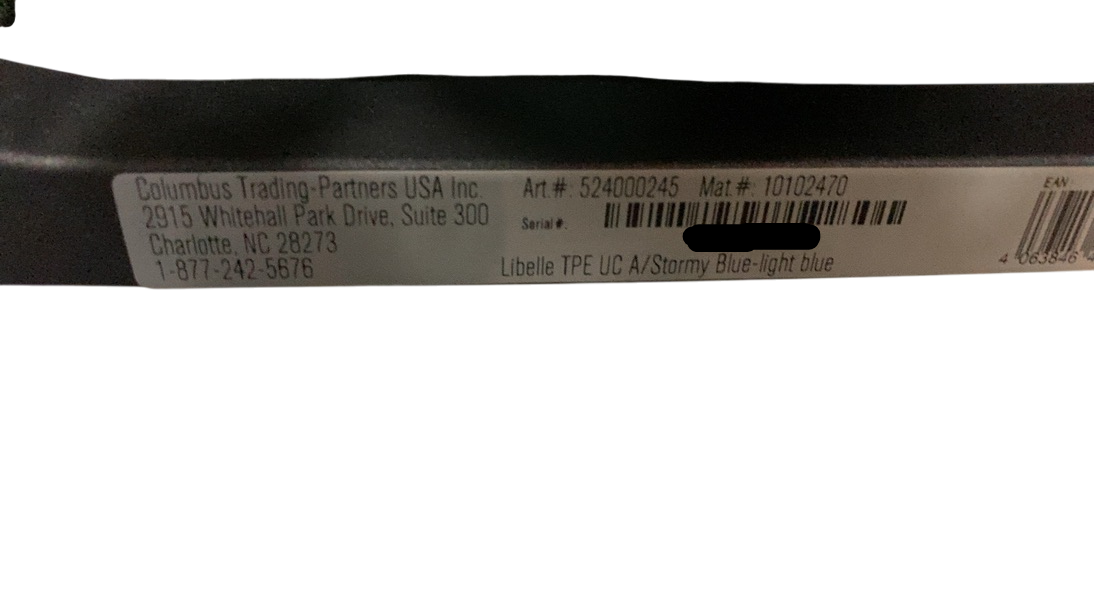 Columbus Trading-Partners USA Inc.
2915 Whitehall Park Drive, Suite 300
Charlotte, NC 28273
1-877-242-5676
Art.#: 524000245 Mat.#: 10102470
Serial#:
Libelle TPE UC A/Stormy Blue-light blue
EAN
4 063846 4